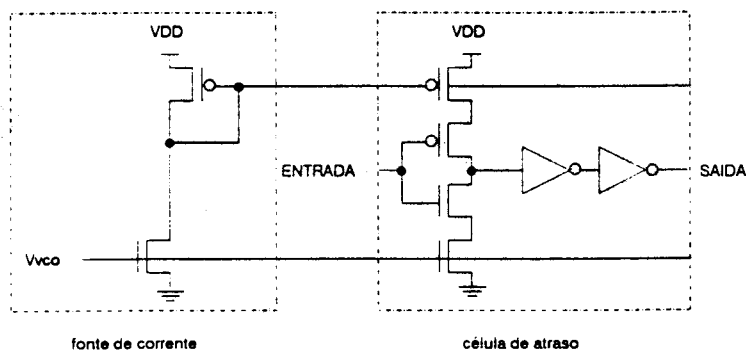 VDD
VDD
ENTRADA
SAIDA
Vvco
fonte de corrente
célula de atraso